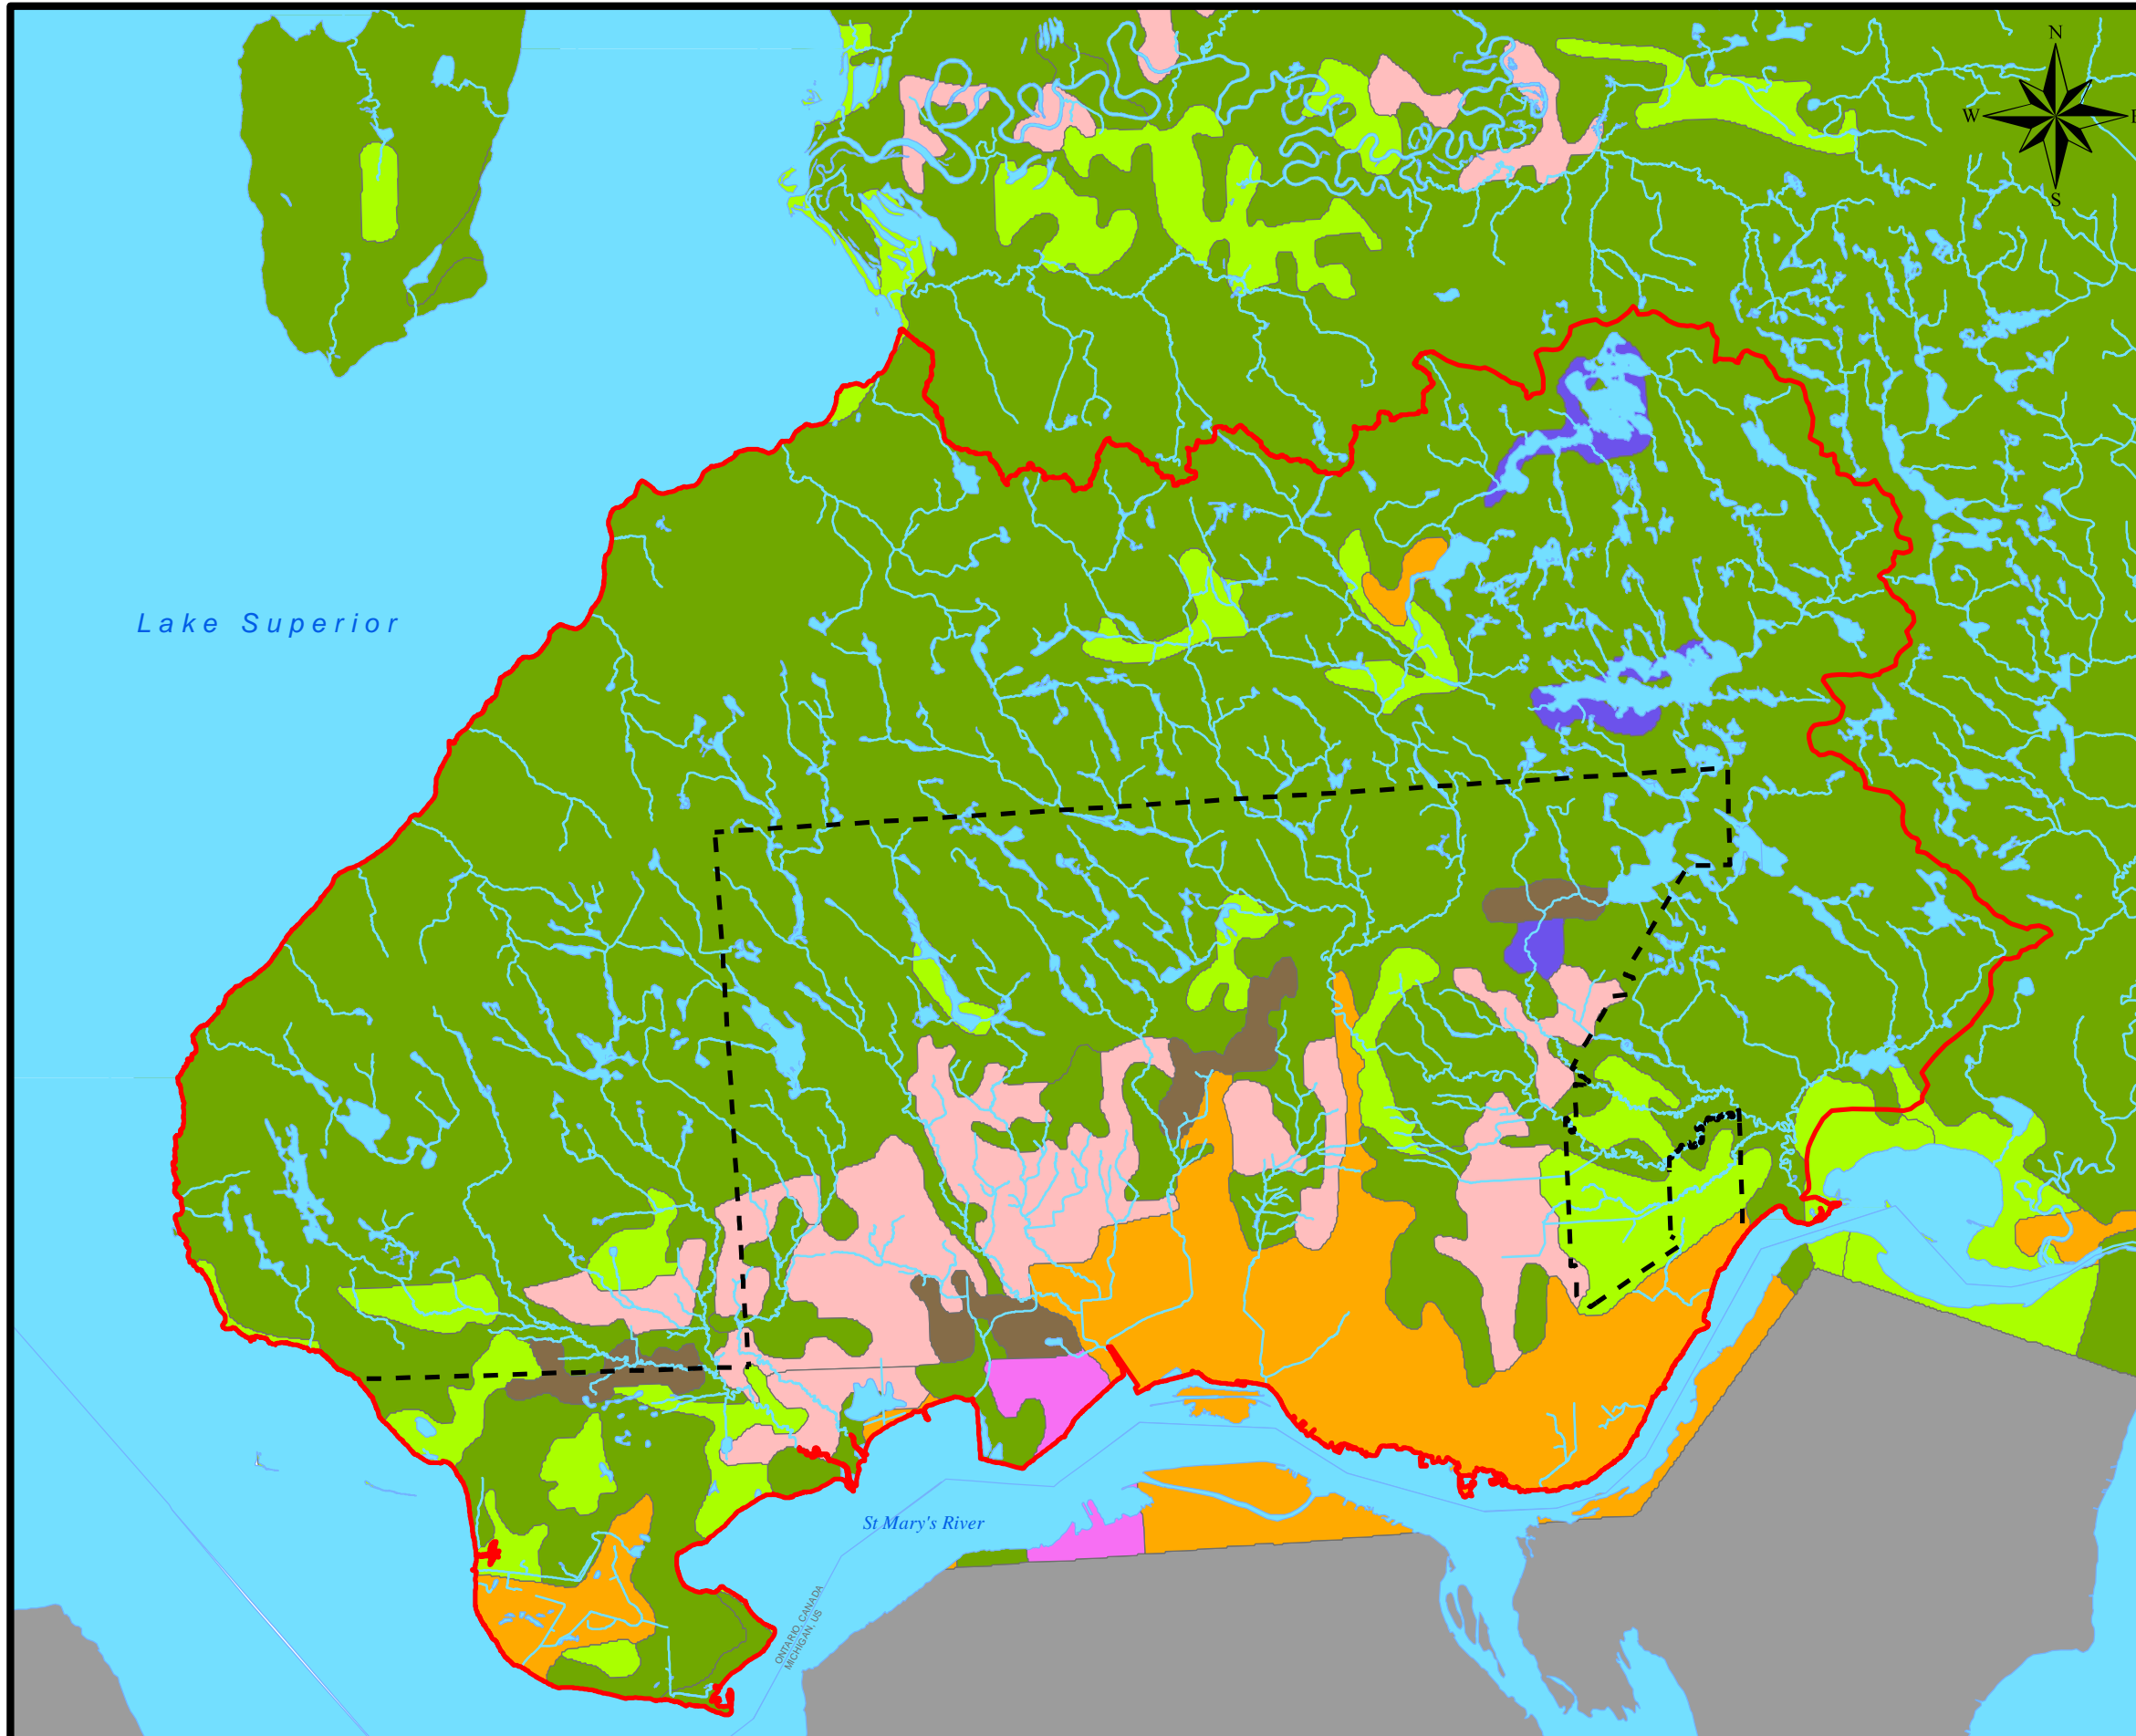 N
W
E
S
Lake Superior
St Mary's River
ONTARIO, CANADA
MICHIGAN, US